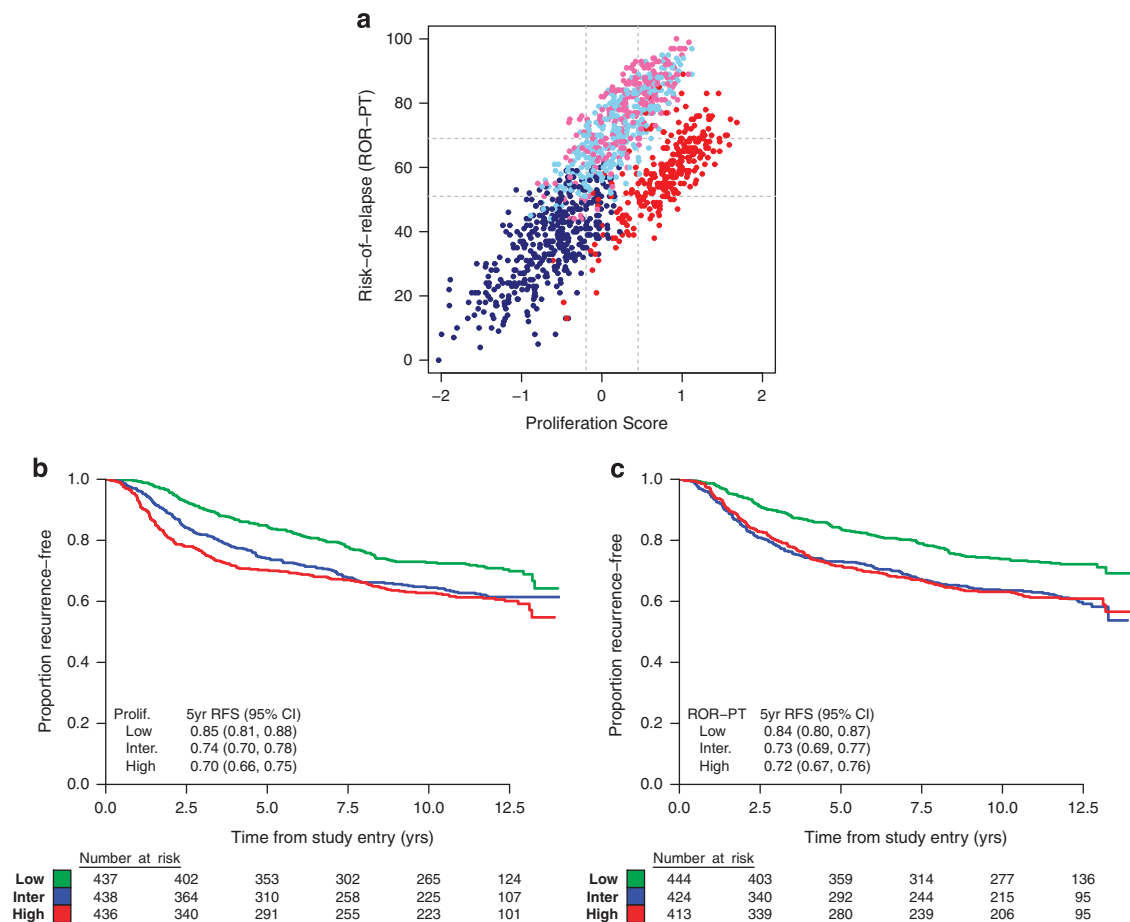 a
Risk−of−relapse (ROR−PT)
100
80
60
40
20
0
−2 −1 0 1 2
Proliferation Score
b
Proportion recurrence−free
1.0
0.8
0.6
0.4
0.2
0.0
Prolif. 5yr RFS (95% CI)
Low 0.85 (0.81, 0.88)
Inter. 0.74 (0.70, 0.78)
High 0.70 (0.66, 0.75)
0.0 2.5 5.0 7.5 10.0 12.5
Time from study entry (yrs)
Number at risk
Low 437 402 353 302 265 124
Inter 438 364 310 258 225 107
High 436 340 291 255 223 101
c
Proportion recurrence−free
1.0
0.8
0.6
0.4
0.2
0.0
ROR−PT 5yr RFS (95% CI)
Low 0.84 (0.80, 0.87)
Inter. 0.73 (0.69, 0.77)
High 0.72 (0.67, 0.76)
0.0 2.5 5.0 7.5 10.0 12.5
Time from study entry (yrs)
Number at risk
Low 444 403 359 314 277 136
Inter 424 340 292 244 215 95
High 413 339 280 239 206 95